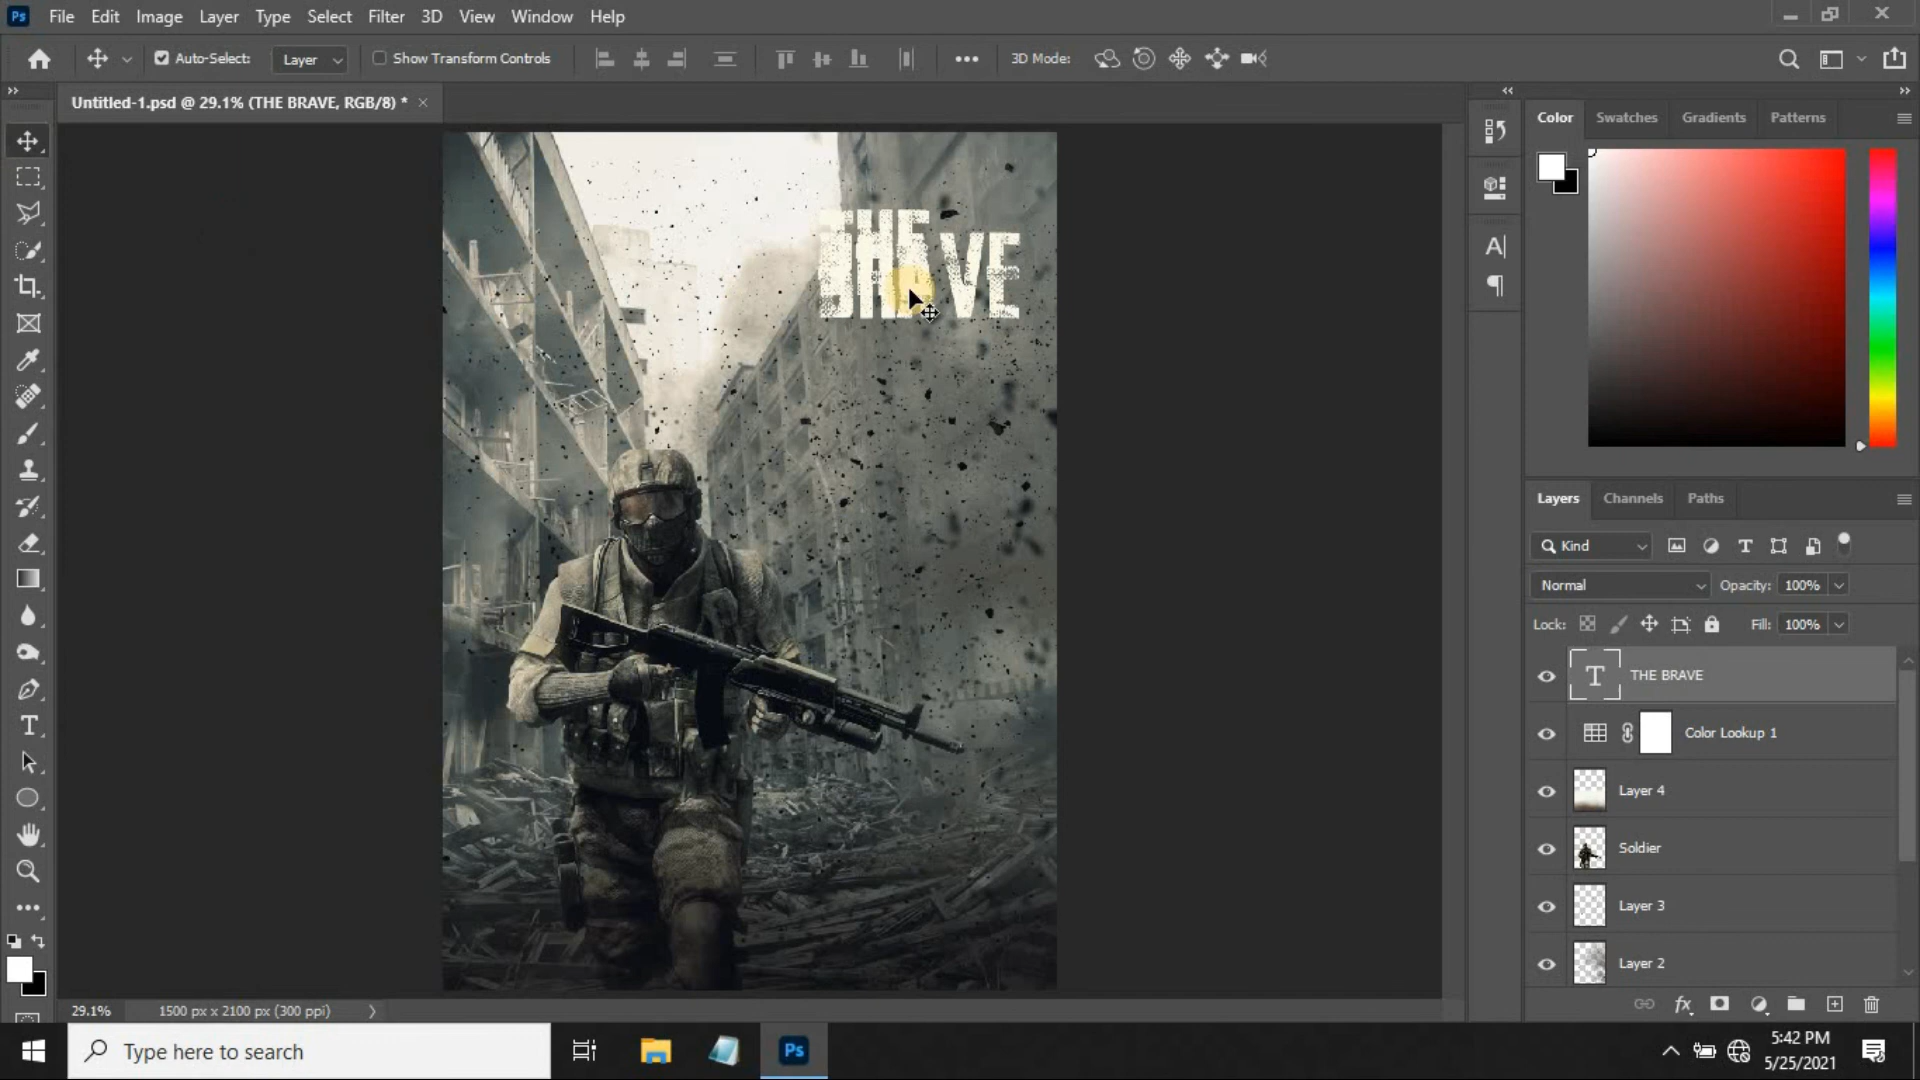 Ps File Edit Image Layer Type Select Filter 3D View Window Help
Auto-Select: Layer Show Transform Controls ••• 3D Mode:
Untitled-1.psd @ 29.1% (THE BRAVE, RGB/8) * ×
Color Swatches Gradients Patterns
THE
BRAVE
A|
¶
Layers Channels Paths
Kind T
Normal Opacity: 100%
Lock: Fill: 100%
T THE BRAVE
Color Lookup 1
Layer 4
Soldier
Layer 3
Layer 2
T
fx
29.1% 1500 px x 2100 px (300 ppi)
Type here to search
Ps
5:42 PM
5/25/2021